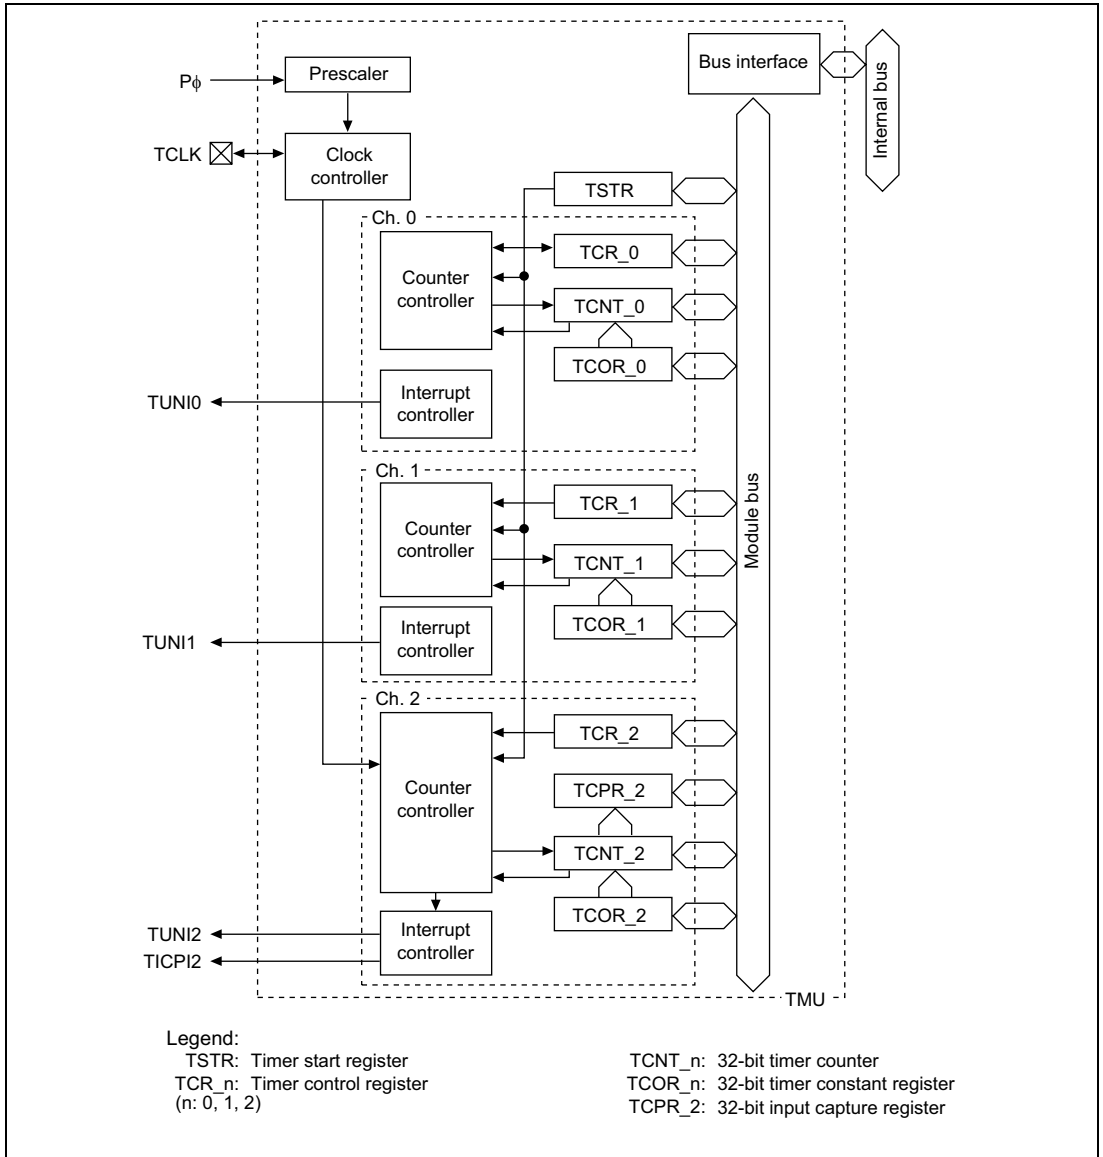 Bus interface
Internal bus
Pϕ
Prescaler
TCLK
Clock
controller
TSTR
Ch. 0
Counter
controller
TCR_0
TCNT_0
TCOR_0
Interrupt
controller
TUNI0
Module bus
Ch. 1
Counter
controller
TCR_1
TCNT_1
TCOR_1
Interrupt
controller
TUNI1
Ch. 2
Counter
controller
TCR_2
TCPR_2
TCNT_2
TCOR_2
Interrupt
controller
TUNI2
TICPI2
TMU
Legend:
TSTR: Timer start register
TCR_n: Timer control register
(n: 0, 1, 2)
TCNT_n: 32-bit timer counter
TCOR_n: 32-bit timer constant register
TCPR_2: 32-bit input capture register